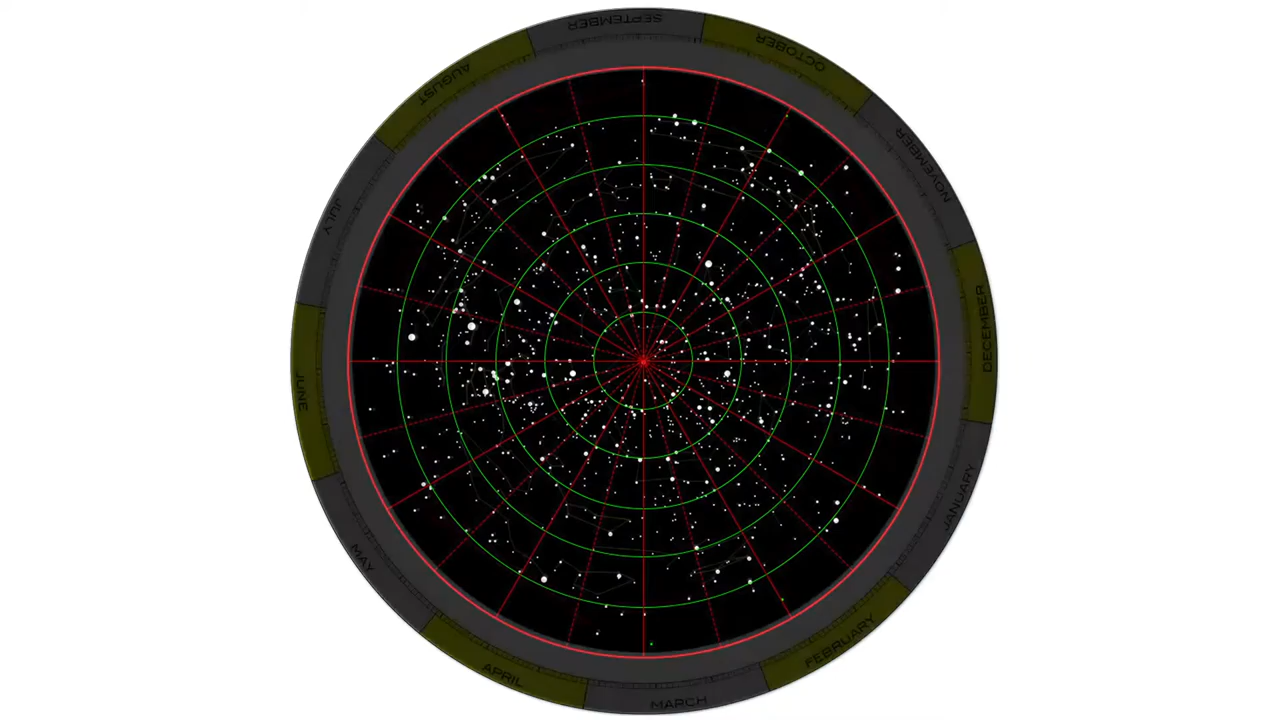 SEPTEMBER
OCTOBER
NOVEMBER
DECEMBER
JANUARY
FEBRUARY
MARCH
APRIL
MAY
JUNE
JULY
AUGUST